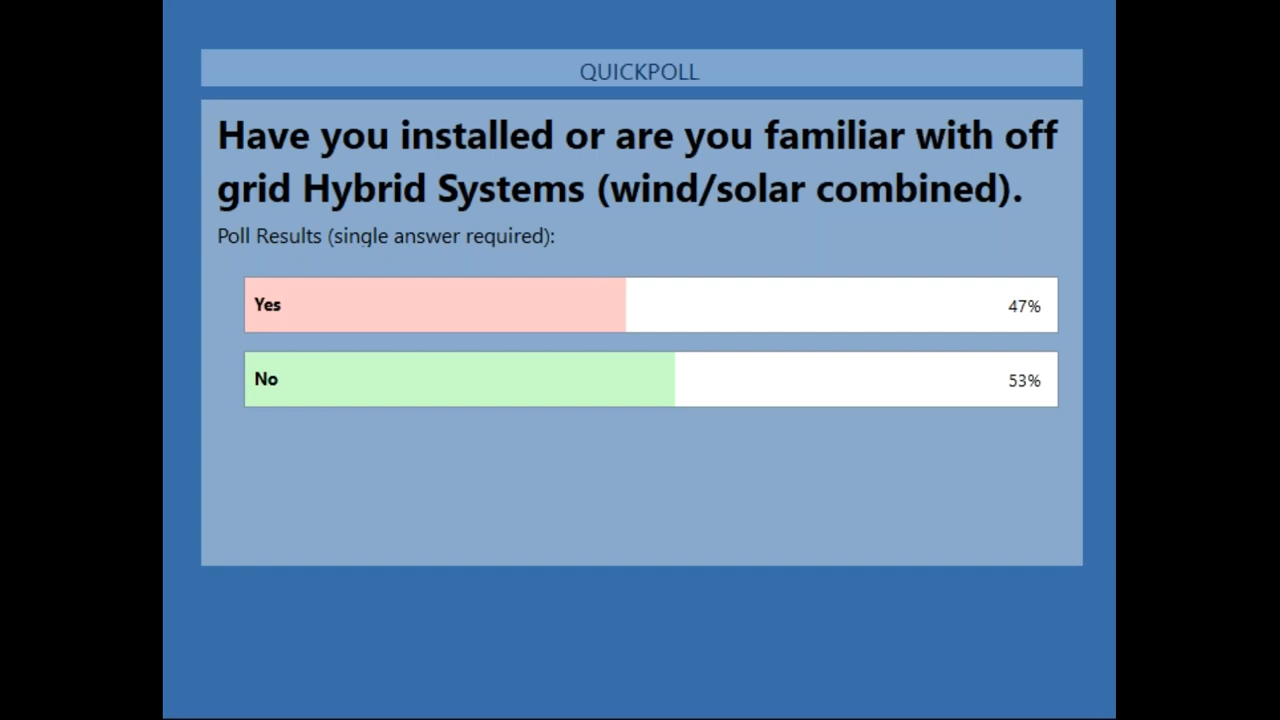 QUICKPOLL
Have you installed or are you familiar with off
grid Hybrid Systems (wind/solar combined).
Poll Results (single answer required):
Yes 47%
No 53%